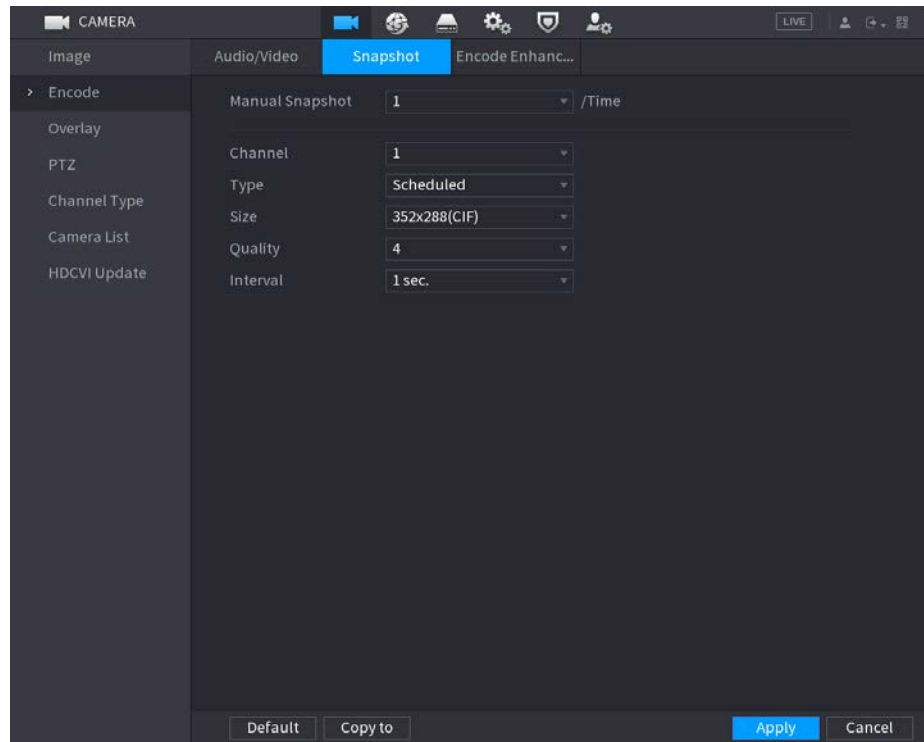 CAMERA
LIVE
Image
Encode
Overlay
PTZ
Channel Type
Camera List
HDCVI Update
Audio/Video
Snapshot
Encode Enhanc...
Manual Snapshot 1 /Time
Channel 1
Type Scheduled
Size 352x288(CIF)
Quality 4
Interval 1 sec.
Default
Copy to
Apply
Cancel